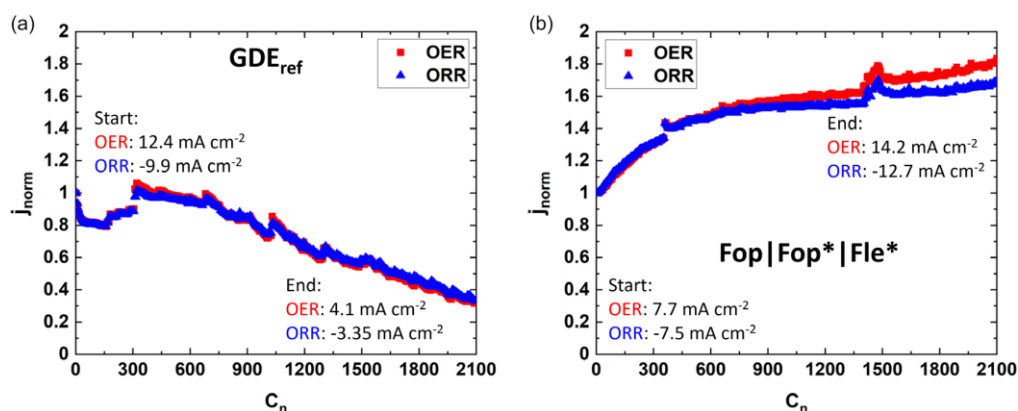 (a)
j_norm
2
1.8
1.6
1.4
1.2
1
0.8
0.6
0.4
0.2
0
GDE_ref
OER
ORR
Start:
OER: 12.4 mA cm⁻²
ORR: -9.9 mA cm⁻²
End:
OER: 4.1 mA cm⁻²
ORR: -3.35 mA cm⁻²
0 300 600 900 1200 1500 1800 2100
C_n
(b)
j_norm
2
1.8
1.6
1.4
1.2
1
0.8
0.6
0.4
0.2
0
OER
ORR
End:
OER: 14.2 mA cm⁻²
ORR: -12.7 mA cm⁻²
Fop|Fop*|Fle*
Start:
OER: 7.7 mA cm⁻²
ORR: -7.5 mA cm⁻²
0 300 600 900 1200 1500 1800 2100
C_n